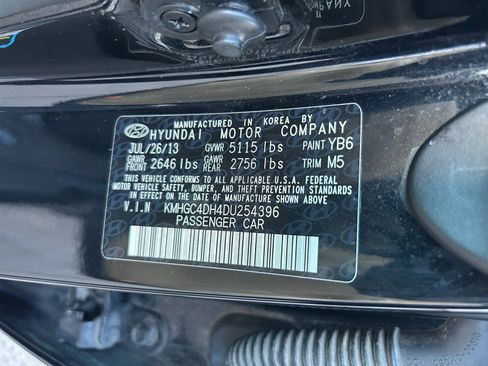 MANUFACTURED IN KOREA BY
HYUNDAI MOTOR COMPANY
JUL/26/13 GVWR 5115 lbs PAINT YB6
GAWR FRONT 2646 lbs GAWR REAR 2756 lbs TRIM M5
THIS VEHICLE CONFORMS TO ALL APPLICABLE U.S.A. FEDERAL
MOTOR VEHICLE SAFETY, BUMPER, AND THEFT PREVENTION
STANDARDS IN EFFECT ON THE DATE OF MANUFACTURE SHOWN ABOVE.
V.I.N KMHGC4DH4DU254396
PASSENGER CAR